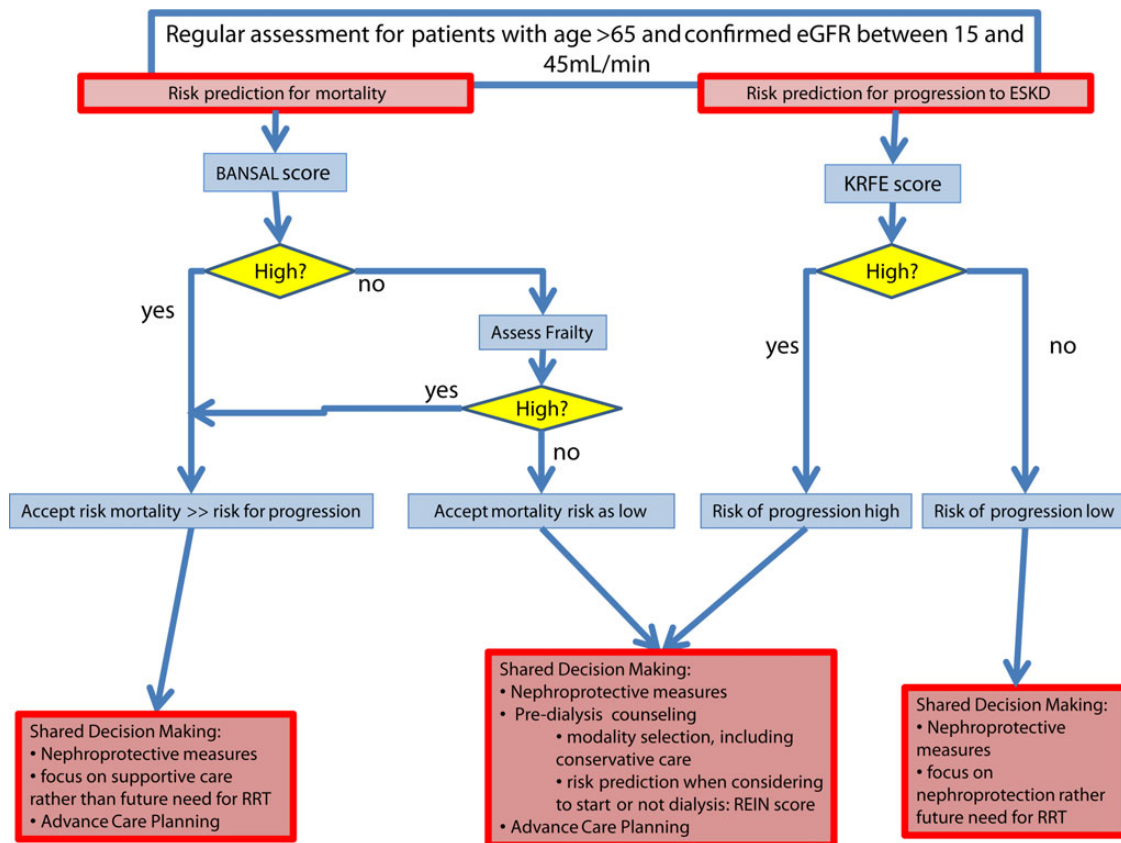 Regular assessment for patients with age >65 and confirmed eGFR between 15 and
45mL/min
Risk prediction for mortality
Risk prediction for progression to ESKD
BANSAL score
KRFE score
High?
High?
no
yes
Assess Frailty
yes
no
yes
High?
no
Accept risk mortality >> risk for progression
Accept mortality risk as low
Risk of progression high
Risk of progression low
Shared Decision Making:
• Nephroprotective measures
• focus on supportive care
rather than future need for RRT
• Advance Care Planning
Shared Decision Making:
• Nephroprotective measures
• Pre-dialysis counseling
• modality selection, including
conservative care
• risk prediction when considering
to start or not dialysis: REIN score
• Advance Care Planning
Shared Decision Making:
• Nephroprotective
measures
• focus on
nephroprotection rather
future need for RRT